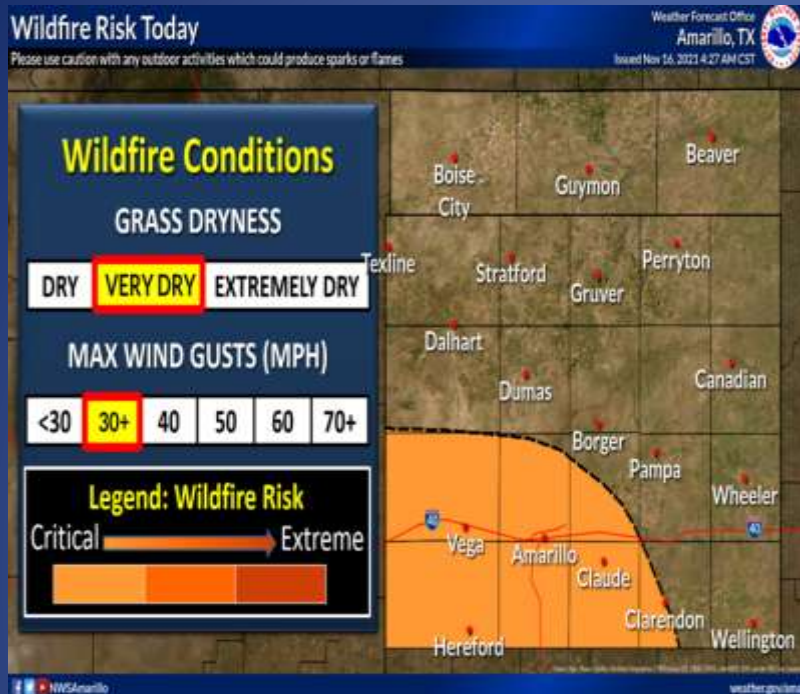 Wildfire Risk Today
Please use caution with any outdoor activities which could produce sparks or flames
Weather Forecast Office
Amarillo, TX
Issued Nov 16, 2021 4:27 AM CST
Wildfire Conditions
GRASS DRYNESS
DRY VERY DRY EXTREMELY DRY
MAX WIND GUSTS (MPH)
<30 30+ 40 50 60 70+
Legend: Wildfire Risk
Critical Extreme
Boise
City
Guymon
Beaver
Texline
Stratford
Gruver
Perryton
Dalhart
Dumas
Canadian
Borger
Pampa
Wheeler
40
40
Vega
Amarillo
Claude
Clarendon
Hereford
Wellington
NWSAmarillo